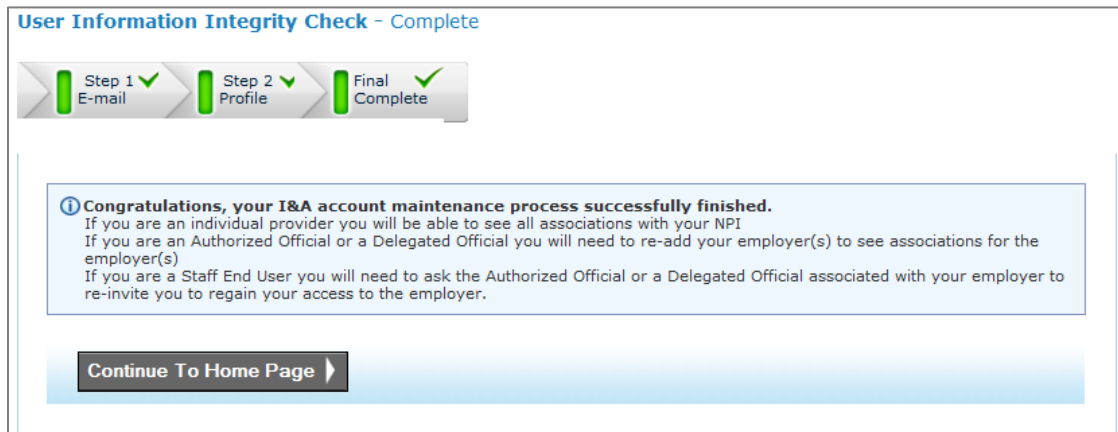 User Information Integrity Check - Complete
Step 1
E-mail
Step 2
Profile
Final
Complete
Congratulations, your I&A account maintenance process successfully finished.
If you are an individual provider you will be able to see all associations with your NPI
If you are an Authorized Official or a Delegated Official you will need to re-add your employer(s) to see associations for the
employer(s)
If you are a Staff End User you will need to ask the Authorized Official or a Delegated Official associated with your employer to
re-invite you to regain your access to the employer.
Continue To Home Page